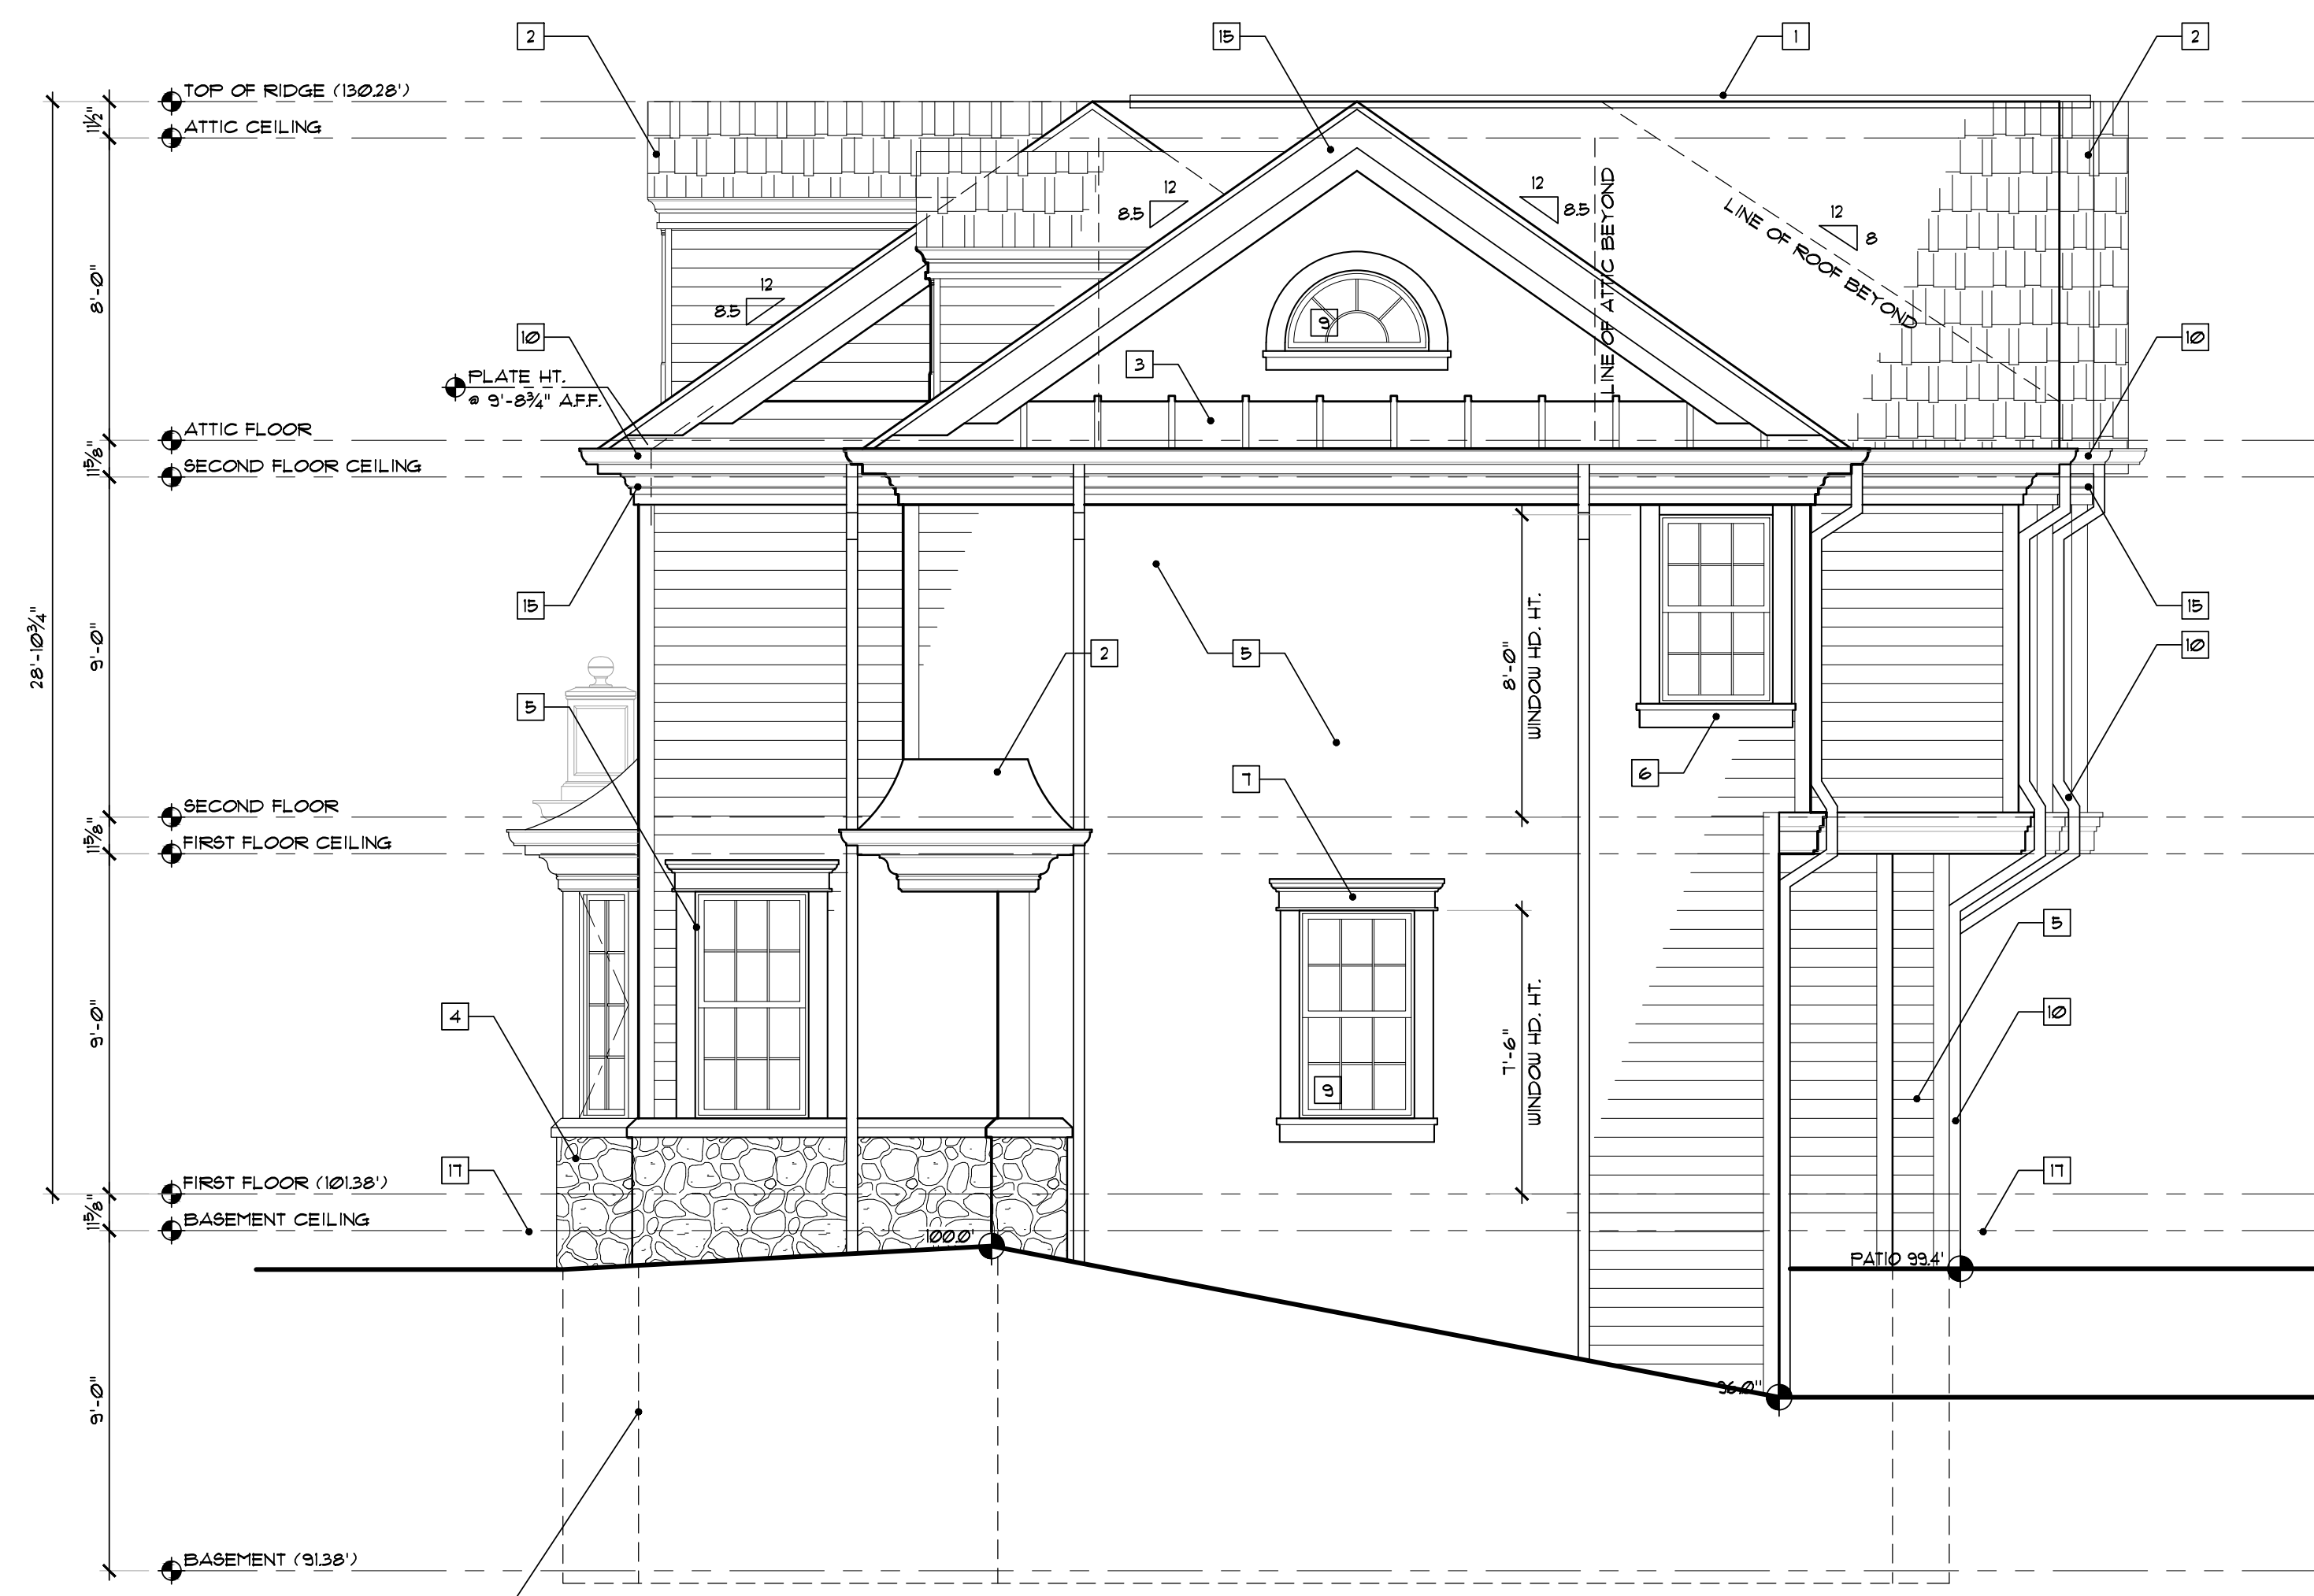 2
15
1
2
TOP OF RIDGE (130.28')
11½"
ATTIC CEILING
12
8.5
12
8.5
LINE OF ATTIC BEYOND
LINE OF ROOF BEYOND
12
8
8'-0"
12
8.5
9
10
10
3
PLATE HT.
@ 9'-8¾" A.F.F.
ATTIC FLOOR
11⅝"
SECOND FLOOR CEILING
15
15
28'-10¾"
9'-0"
8'-0"
WINDOW HD. HT.
10
2
5
5
7
6
SECOND FLOOR
11⅝"
FIRST FLOOR CEILING
5
4
9'-0"
7'-6"
WINDOW HD. HT.
10
9
17
17
FIRST FLOOR (101.38')
11⅝"
BASEMENT CEILING
100.0'
PATIO 99.4'
96.0"
9'-0"
BASEMENT (91.38')